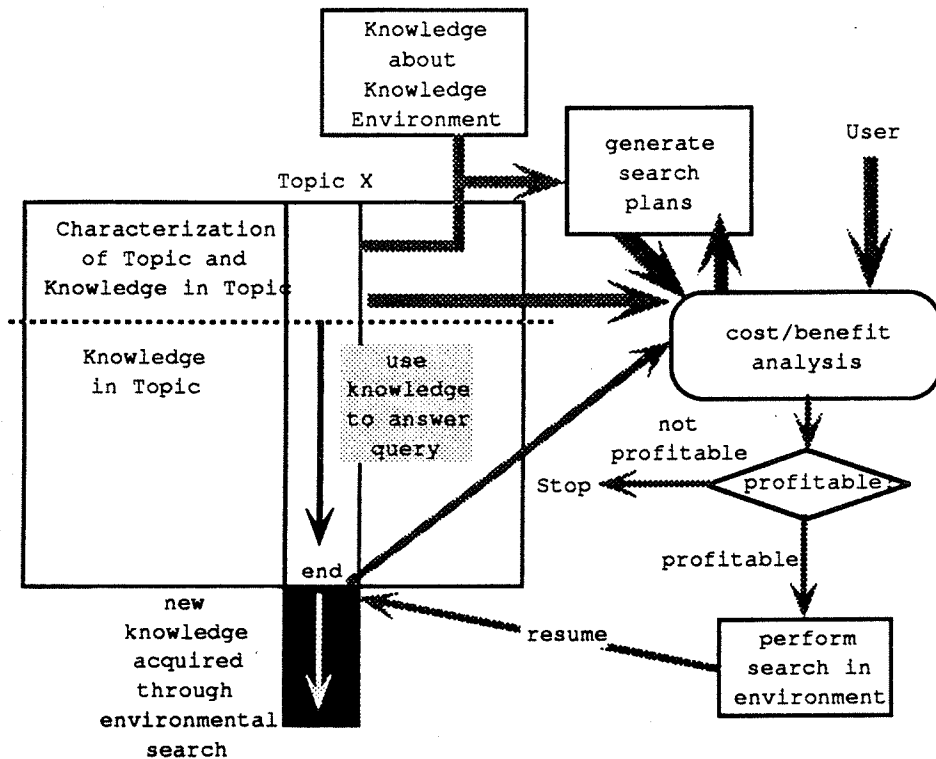 Knowledge
about
Knowledge
Environment
generate
search
plans
User
Topic X
Characterization
of Topic and
Knowledge in Topic
cost/benefit
analysis
Knowledge
in Topic
use
knowledge
to answer
query
not
profitable
Stop
profitable
end
profitable
new
knowledge
acquired
through
environmental
search
resume
perform
search in
environment